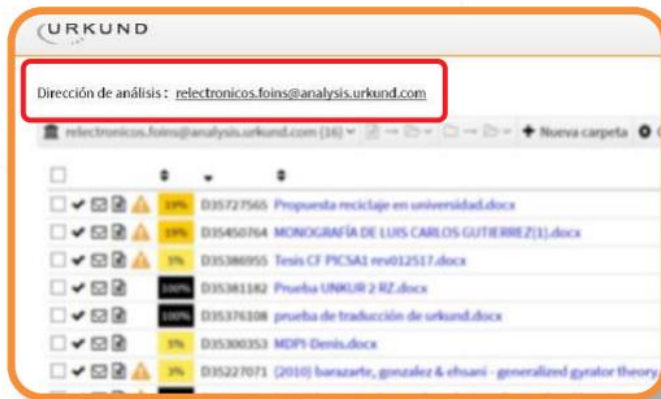 URKUND
Dirección de análisis : relectronicos.foins@analysis.urkund.com
relectronicos.foins@analysis.urkund.com (16) Nueva carpeta
19% D35727565 Propuesta reciclaje en universidad.docx
19% D35450764 MONOGRAFÍA DE LUIS CARLOS GUTIERREZ(1).docx
5% D35386955 Tesis CF PICSA1 rev012517.docx
100% D35381182 Prueba UNKUR 2 RZ.docx
100% D35376108 prueba de traducción de urkund.docx
5% D35300353 MDPI-Denis.docx
3% D35227071 (2010) barazarte, gonzalez & ehsani - generalized gyrator theory.